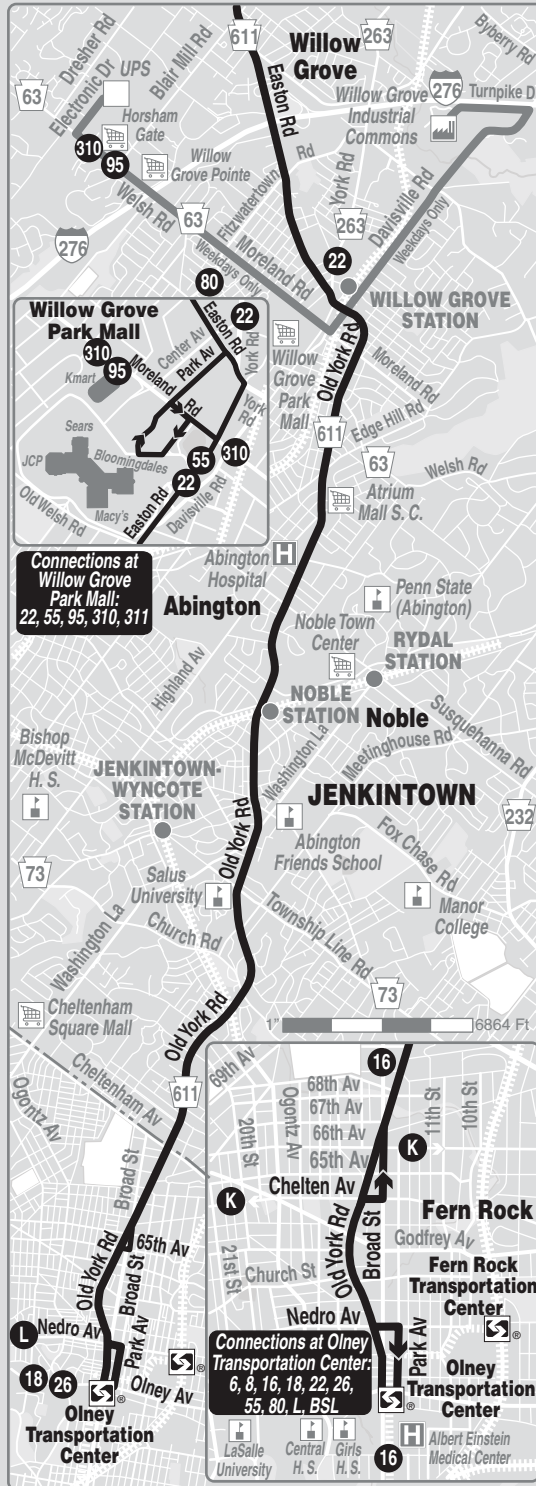 611
Willow
Grove
263
Byberry Rd
Dresher Rd
Blair Mill Rd
Easton Rd
UPS
63
Electronic Dr
Horsham
Gate
Willow Grove
Industrial
Commons
276
Turnpike D
310
95
Willow
Grove Pointe
Fitzwatertown Rd
York Rd
263
Davisville Rd
Weekdays Only
Welsh Rd
63
Moreland Rd
Weekdays Only
276
22
WILLOW GROVE
STATION
80
Willow Grove
Park Mall
22
Easton Rd
York Rd
Center Av
Park Av
310
95
Kmart
Moreland Rd
York Rd
Sears
JCP
Bloomingdales
Macy's
55
310
22
Easton Rd
Davisville Rd
Old Welsh Rd
Willow
Grove
Park
Mall
Old York Rd
Moreland Rd
Edge Hill Rd
611
63
Welsh Rd
Atrium
Mall S. C.
Connections at
Willow Grove
Park Mall:
22, 55, 95, 310, 311
Abington
Hospital
H
Abington
Penn State
(Abington)
Noble Town
Center
RYDAL
STATION
Highland Av
NOBLE
STATION
Noble
Susquehanna Rd
Washington La
Meetinghouse Rd
Bishop
McDevitt
H. S.
JENKINTOWN-
WYNCOTE
STATION
JENKINTOWN
232
Old York Rd
Abington
Friends School
Fox Chase Rd
73
Salus
University
Manor
College
Washington La
Church Rd
Township Line Rd
73
Cheltenham
Square Mall
Old York Rd
1"
6864 Ft
Cheltenham Av
611
Ogontz Av
Broad St
65th Av
Old York Rd
Broad St
L
Nedro Av
Park Av
18
26
Olney Av
Olney
Transportation
Center
®
®
69th Av
16
68th Av
67th Av
66th Av
65th Av
Ogontz Av
20th St
11th St
10th St
K
Chelten Av
K
Fern Rock
Old York Rd
Broad St
Godfrey Av
21st St
Church St
Fern Rock
Transportation
Center
®
Nedro Av
Park Av
Connections at Olney
Transportation Center:
6, 8, 16, 18, 22, 26,
55, 80, L, BSL
Olney
Transportation
Center
®
LaSalle
University
Central
H. S.
Girls
H. S.
16
H
Albert Einstein
Medical Center